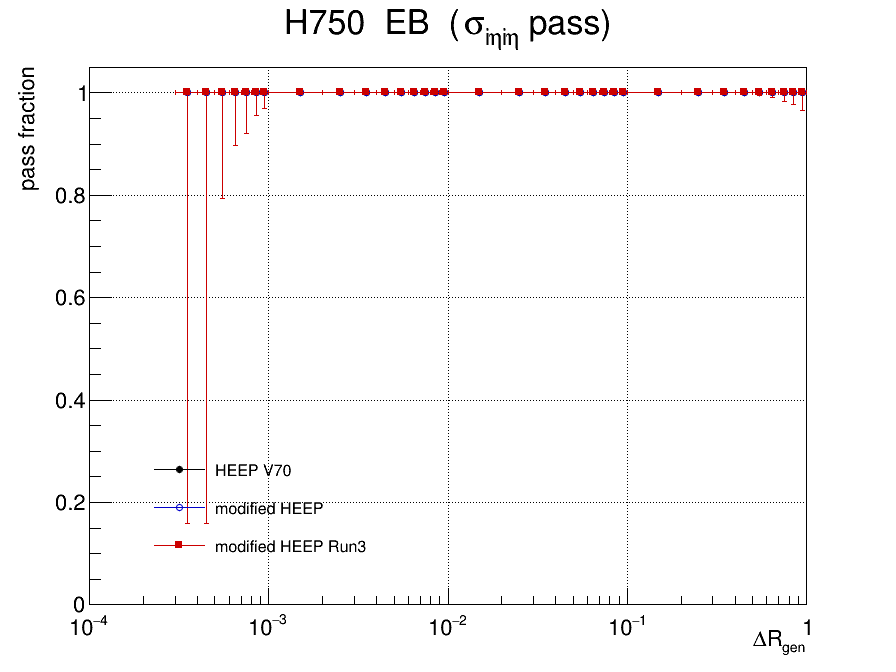 H750 EB (σiηiη pass)
pass fraction
1
0.8
0.6
0.4
0.2
0
HEEP V70
modified HEEP
modified HEEP Run3
10⁻⁴ 10⁻³ 10⁻² 10⁻¹ 1
ΔRgen